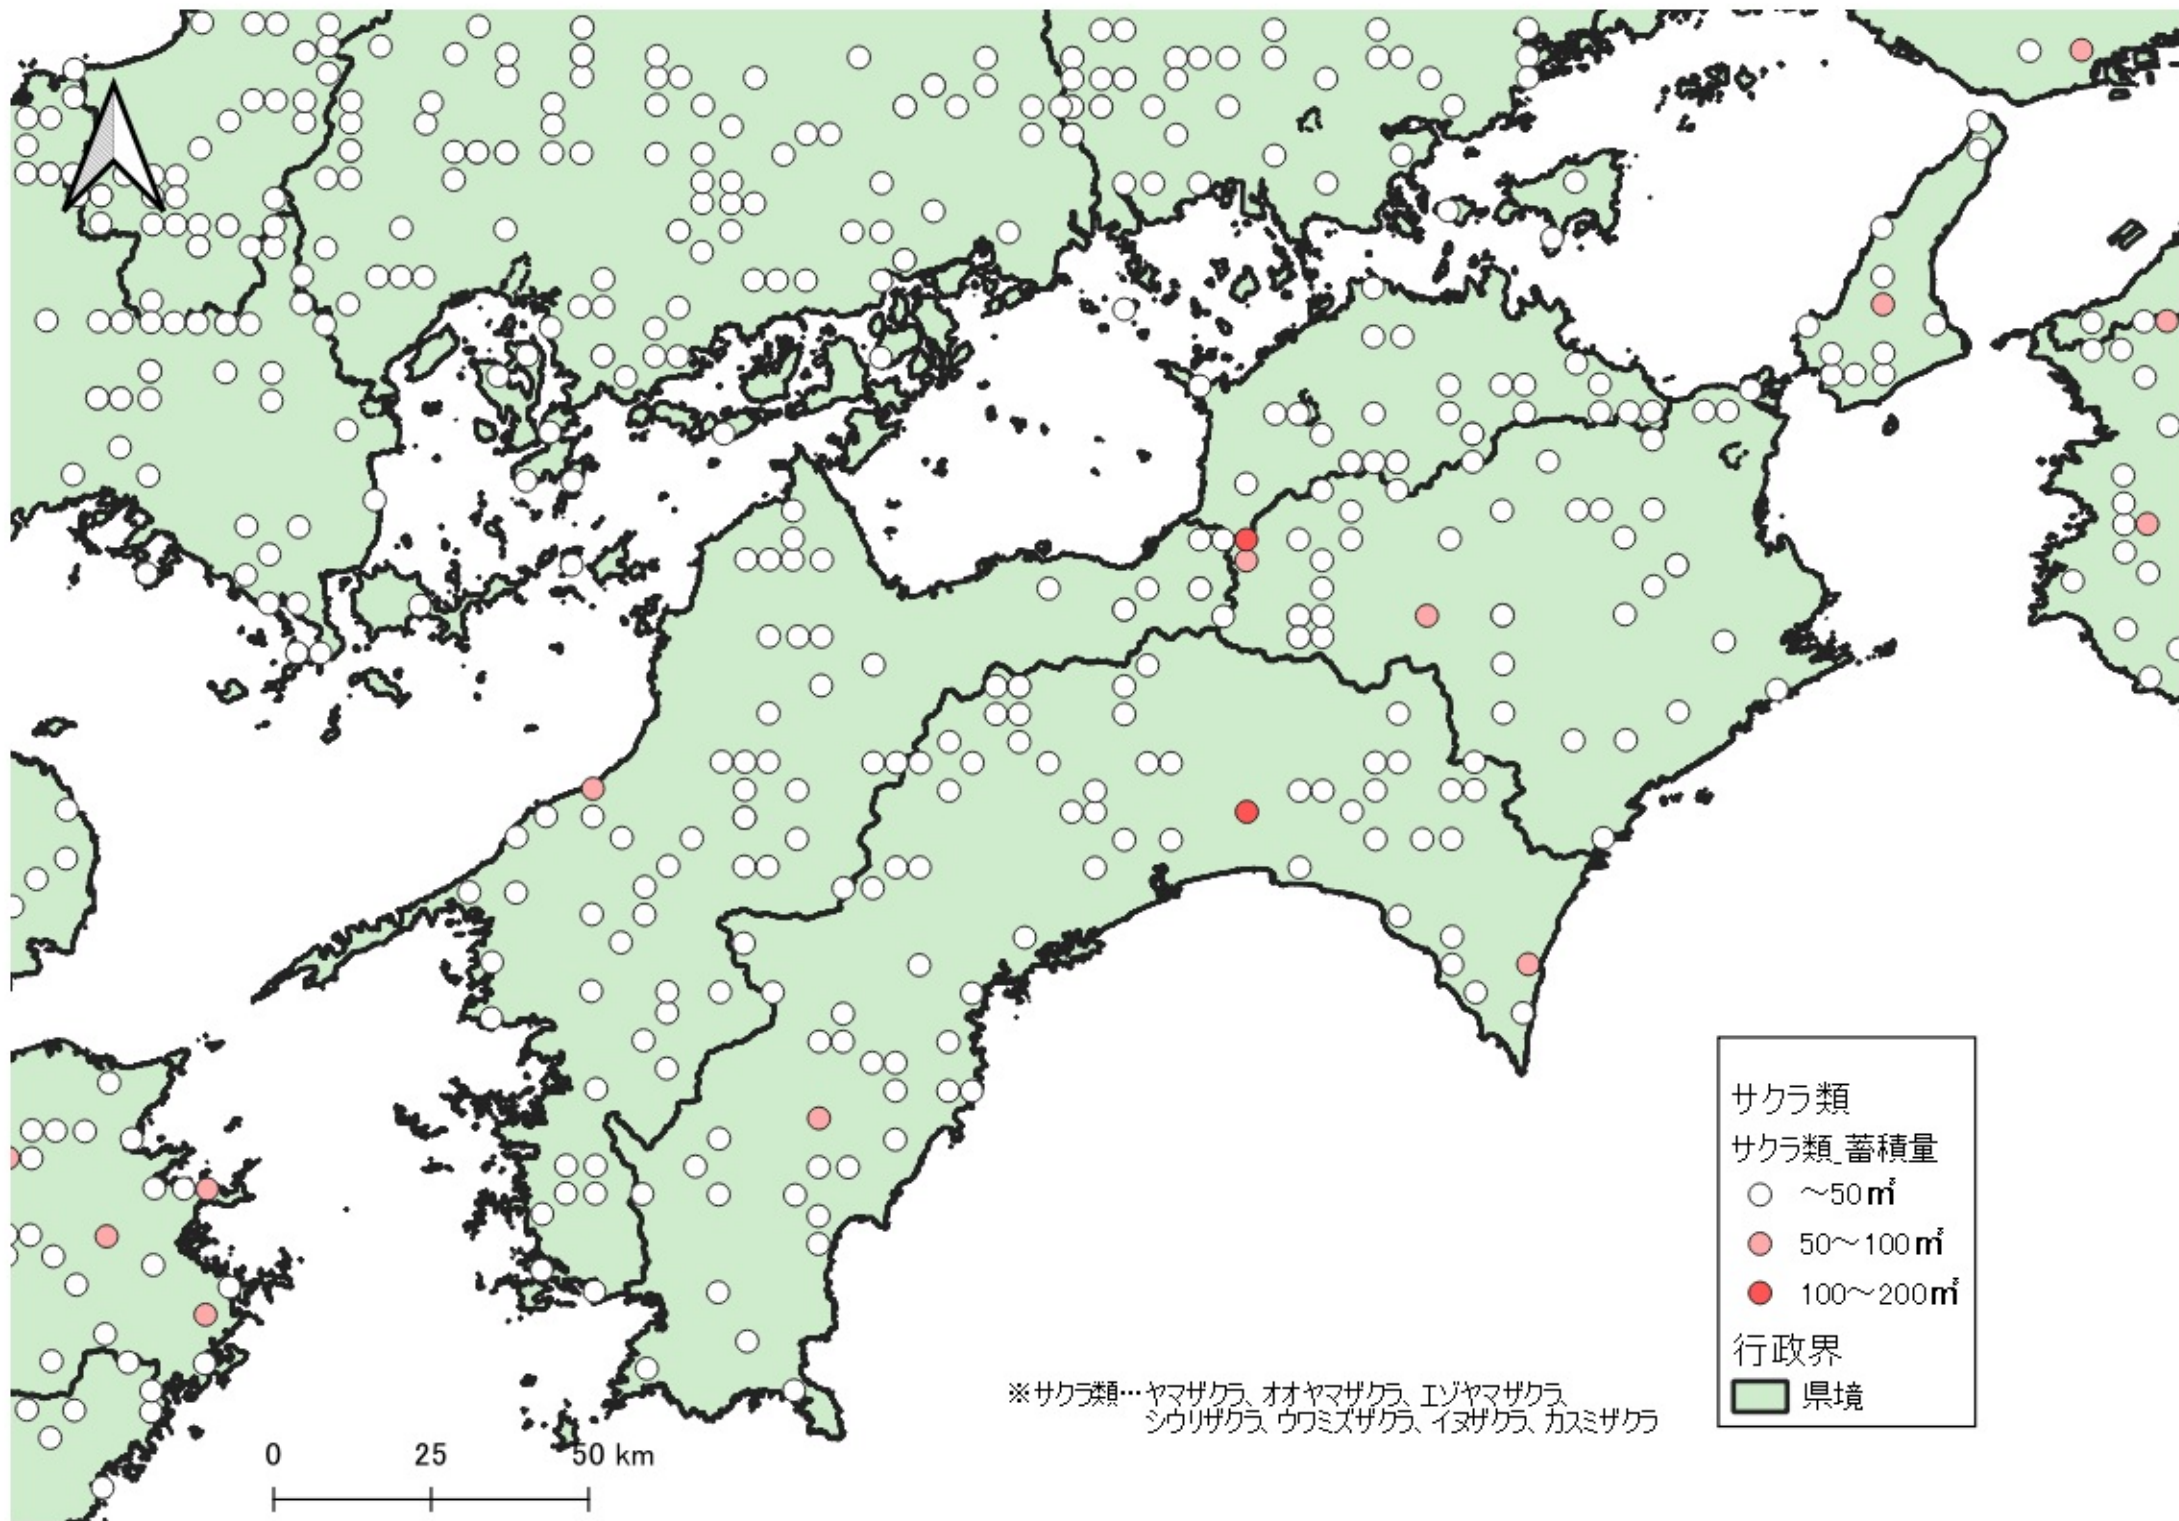 サクラ類
サクラ類_蓄積量
～50㎥
50～100㎥
100～200㎥
行政界
県境
※サクラ類…ヤマザクラ、オオヤマザクラ、エゾヤマザクラ、
シウリザクラ、ウワミズザクラ、イヌザクラ、カスミザクラ
0 25 50 km